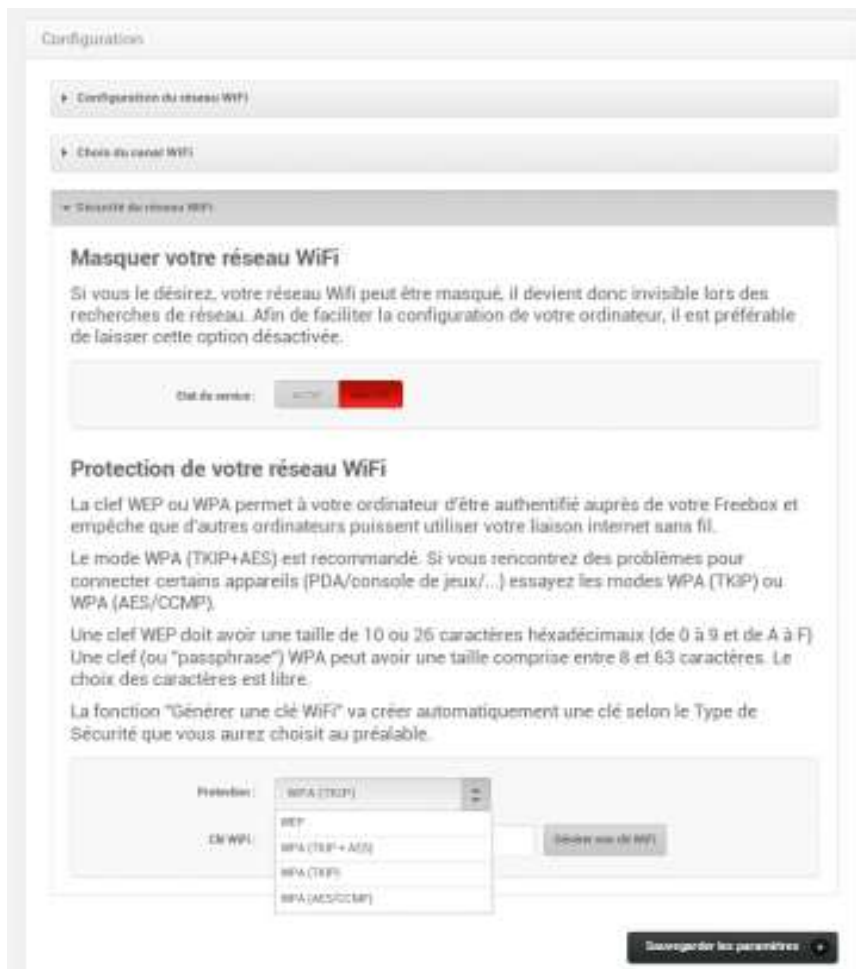 Configuration
Configuration du réseau WiFi
Choix du canal WiFi
Sécurité du réseau WiFi
Masquer votre réseau WiFi
Si vous le désirez, votre réseau Wifi peut être masqué, il devient donc invisible lors des
recherches de réseau. Afin de faciliter la configuration de votre ordinateur, il est préférable
de laisser cette option désactivée.
Etat du service :
Protection de votre réseau WiFi
La clef WEP ou WPA permet à votre ordinateur d'être authentifié auprès de votre Freebox et
empêche que d'autres ordinateurs puissent utiliser votre liaison internet sans fil.
Le mode WPA (TKIP+AES) est recommandé. Si vous rencontrez des problèmes pour
connecter certains appareils (PDA/console de jeux/...) essayez les modes WPA (TKIP) ou
WPA (AES/CCMP).
Une clef WEP doit avoir une taille de 10 ou 26 caractères héxadécimaux (de 0 à 9 et de A à F)
Une clef (ou "passphrase") WPA peut avoir une taille comprise entre 8 et 63 caractères. Le
choix des caractères est libre.
La fonction "Générer une clé WiFi" va créer automatiquement une clé selon le Type de
Sécurité que vous aurez choisit au préalable.
Protection : WPA (TKIP)
WEP
Clé WiFi : Générer une clé WiFi
WPA (TKIP + AES)
WPA (TKIP)
WPA (AES/CCMP)
Sauvegarder les paramètres